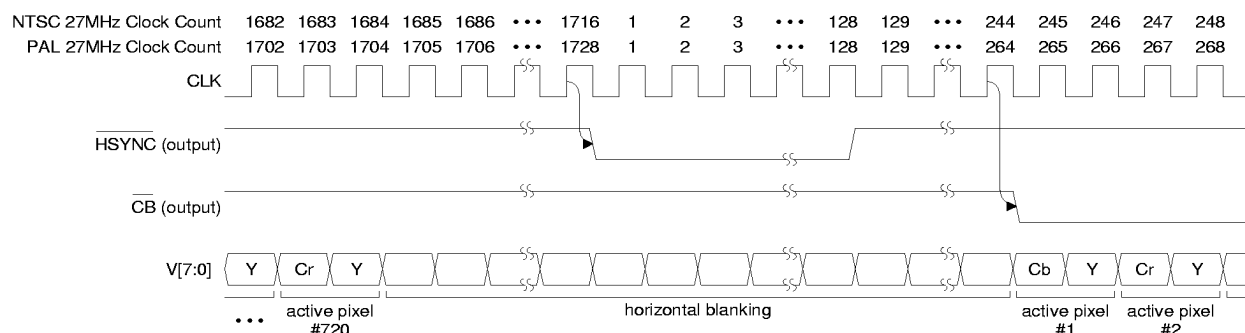 NTSC 27MHz Clock Count 1682 1683 1684 1685 1686 ••• 1716 1 2 3 ••• 128 129 ••• 244 245 246 247 248
PAL 27MHz Clock Count 1702 1703 1704 1705 1706 ••• 1728 1 2 3 ••• 128 129 ••• 264 265 266 267 268
CLK
HSYNC (output)
CB (output)
V[7:0] Y Cr Y Cb Y Cr Y
••• active pixel #720 horizontal blanking active pixel #1 active pixel #2